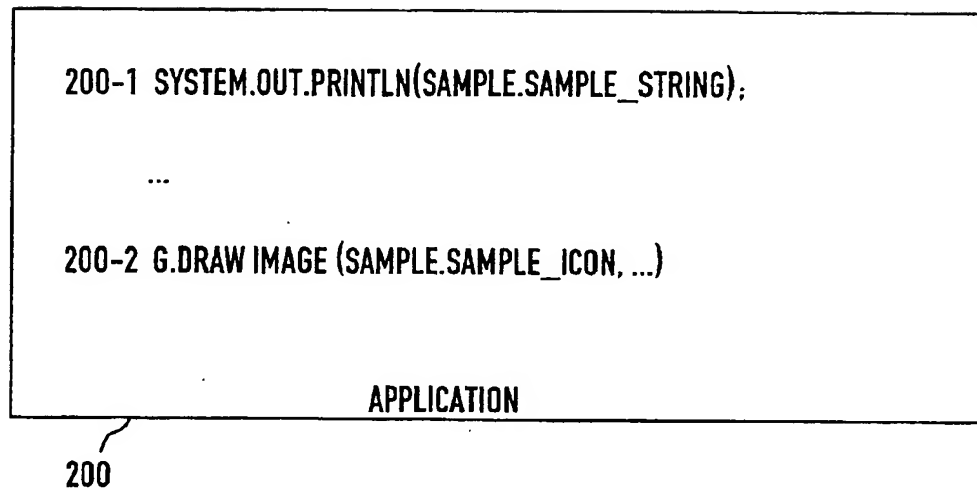 200-1 SYSTEM.OUT.PRINTLN(SAMPLE.SAMPLE_STRING);
...
200-2 G.DRAW IMAGE (SAMPLE.SAMPLE_ICON, ...)
APPLICATION
200